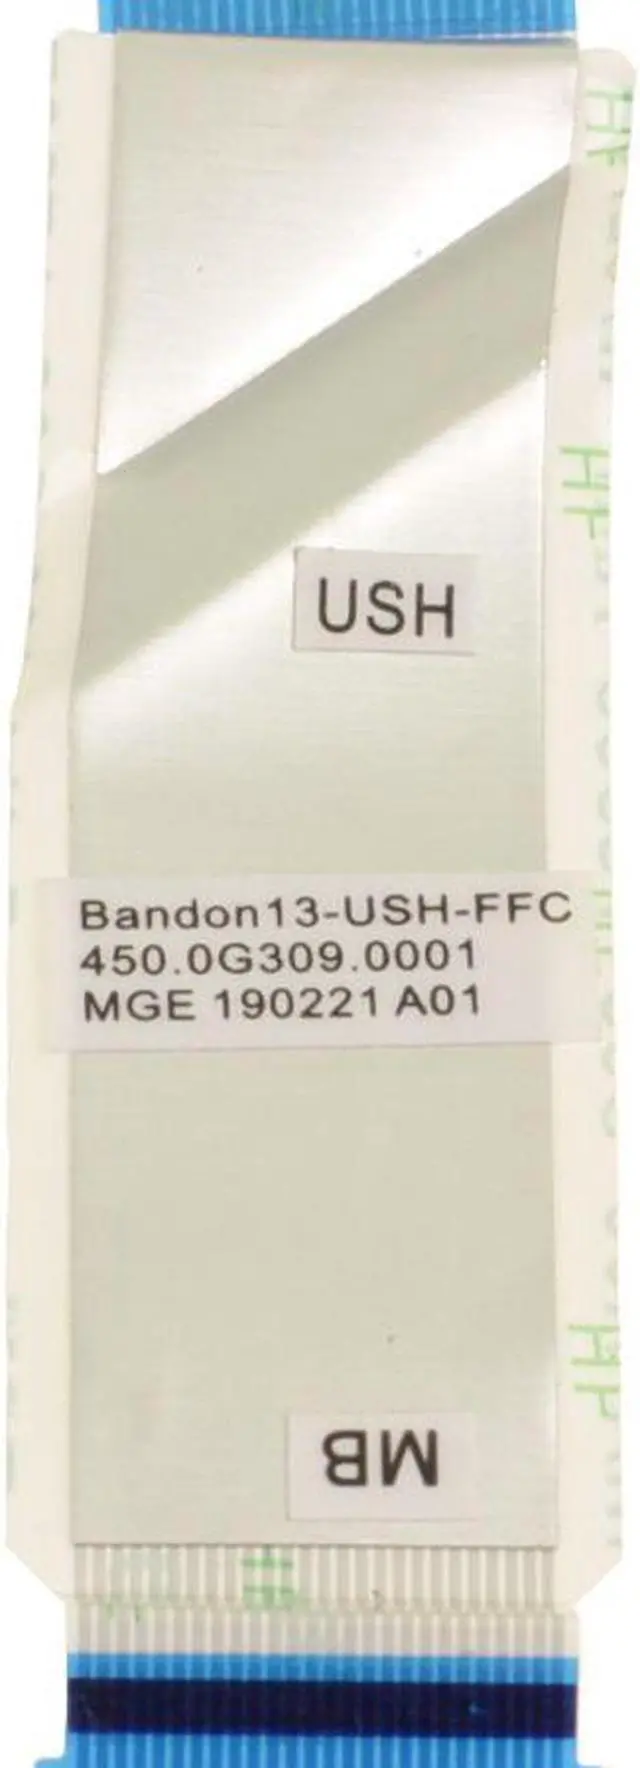 USH
Bandon13-USH-FFC
450.0G309.0001
MGE 190221 A01
MB